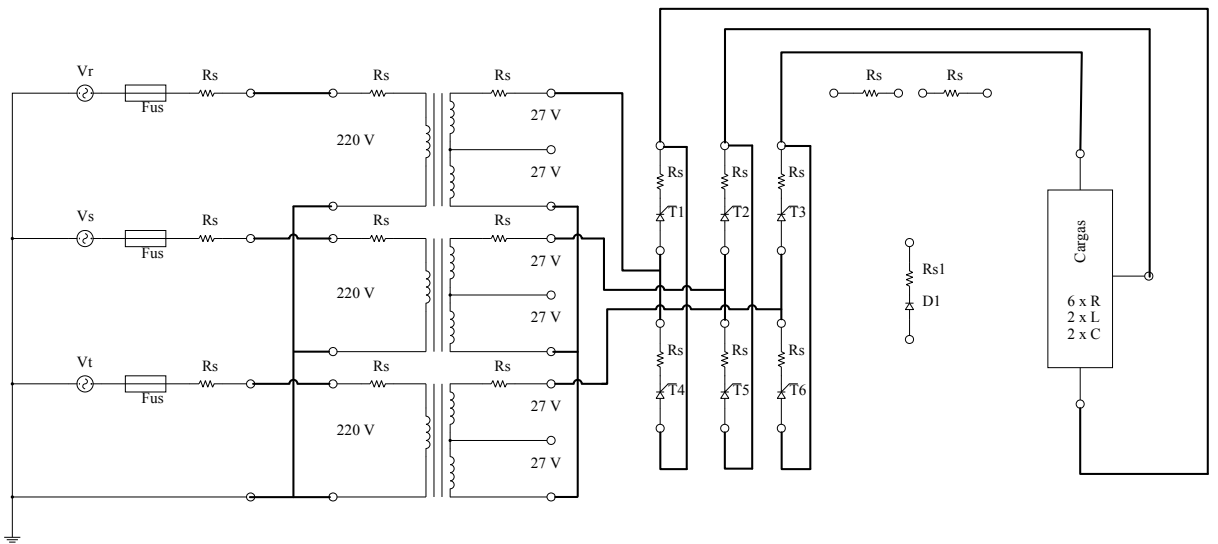 Vr
Fus
Rs
Rs
Rs
220 V
27 V
27 V
Vs
Fus
Rs
Rs
Rs
220 V
27 V
27 V
Vt
Fus
Rs
Rs
Rs
220 V
27 V
27 V
Rs
T1
Rs
T2
Rs
T3
Rs
T4
Rs
T5
Rs
T6
Rs
Rs
Rs1
D1
Cargas
6 x R
2 x L
2 x C